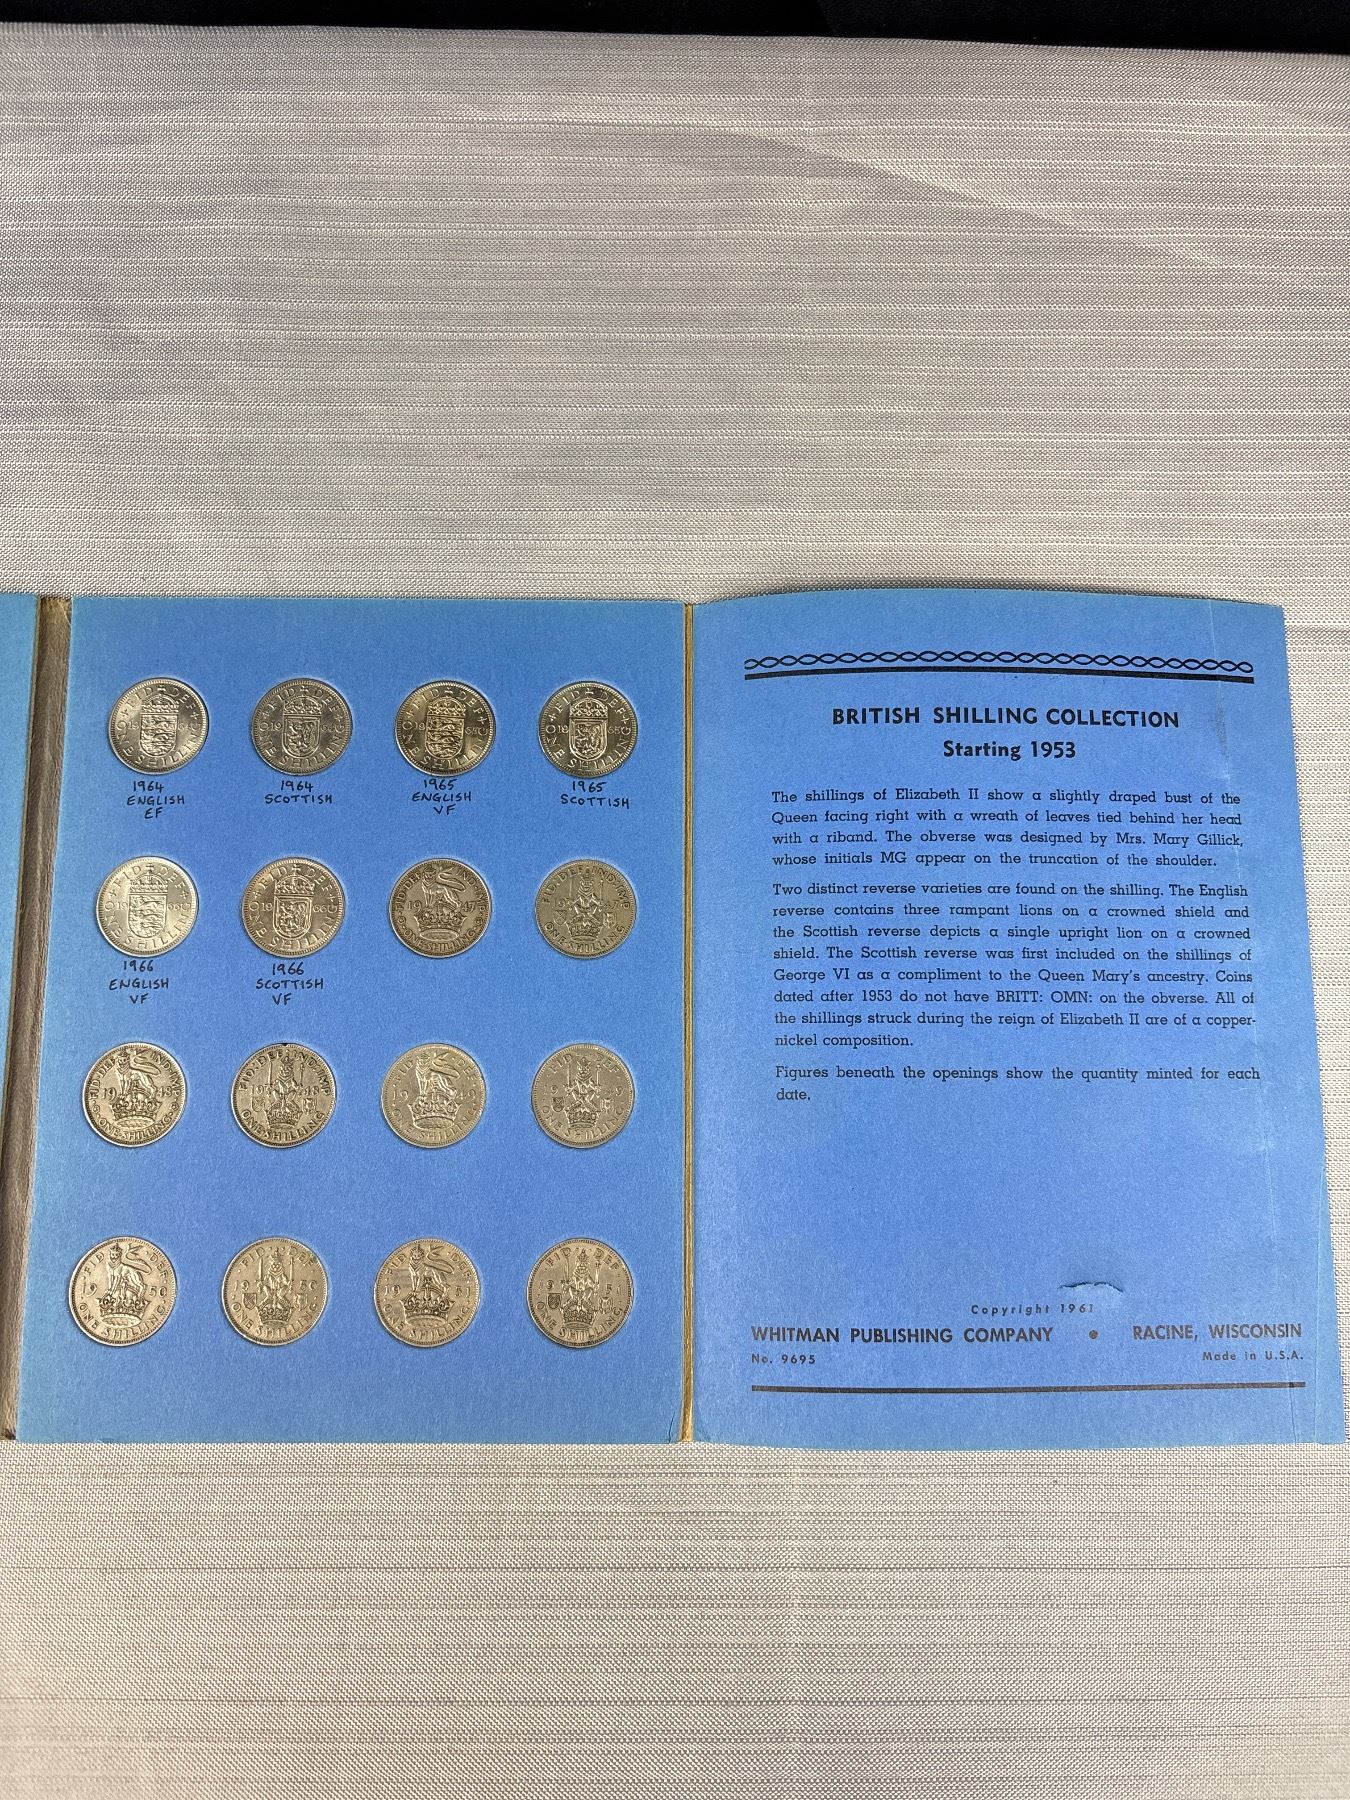 1964
ENGLISH
EF
1964
SCOTTISH
1965
ENGLISH
VF
1965
SCOTTISH
1966
ENGLISH
VF
1966
SCOTTISH
VF
BRITISH SHILLING COLLECTION
Starting 1953
The shillings of Elizabeth II show a slightly draped bust of the
Queen facing right with a wreath of leaves tied behind her head
with a riband. The obverse was designed by Mrs. Mary Gillick,
whose initials MG appear on the truncation of the shoulder.
Two distinct reverse varieties are found on the shilling. The English
reverse contains three rampant lions on a crowned shield and
the Scottish reverse depicts a single upright lion on a crowned
shield. The Scottish reverse was first included on the shillings of
George VI as a compliment to the Queen Mary's ancestry. Coins
dated after 1953 do not have BRITT: OMN: on the obverse. All of
the shillings struck during the reign of Elizabeth II are of a copper-
nickel composition.
Figures beneath the openings show the quantity minted for each
date.
Copyright 1961
WHITMAN PUBLISHING COMPANY • RACINE, WISCONSIN
No. 9695 Made in U.S.A.